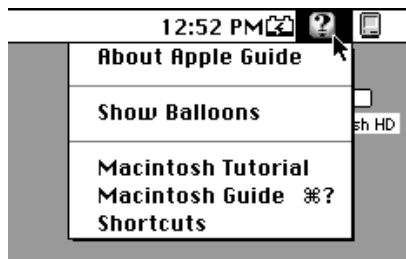 12:52 PM
About Apple Guide
Show Balloons
sh HD
Macintosh Tutorial
Macintosh Guide ⌘?
Shortcuts